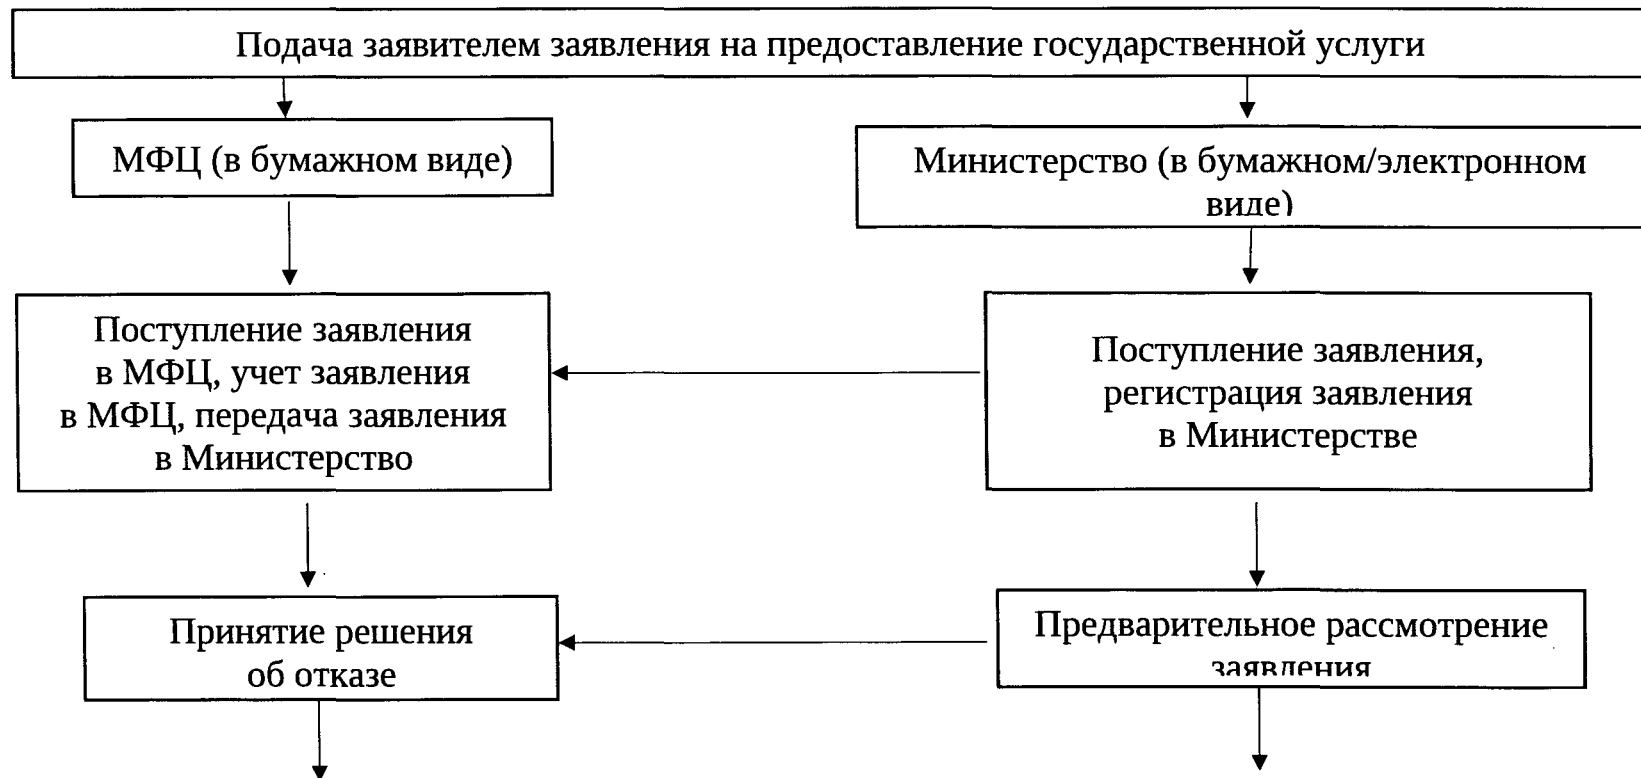 Подача заявителем заявления на предоставление государственной услуги
МФЦ (в бумажном виде)
Министерство (в бумажном/электронном
виде)
Поступление заявления
в МФЦ, учет заявления
в МФЦ, передача заявления
в Министерство
Поступление заявления,
регистрация заявления
в Министерстве
Принятие решения
об отказе
Предварительное рассмотрение
заявления